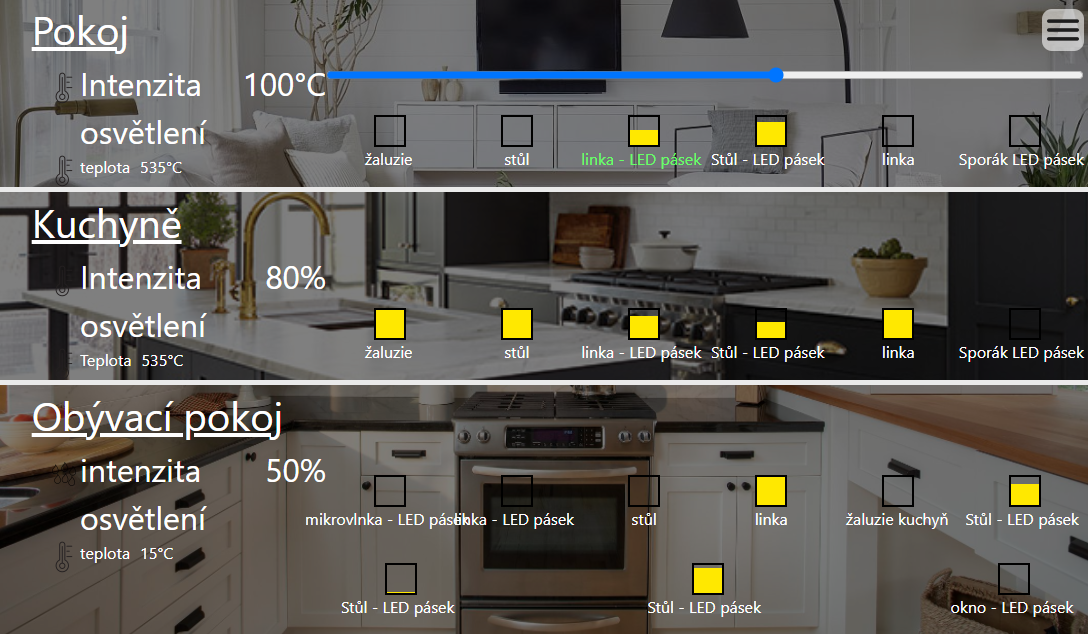 Pokoj
Intenzita 100°C
osvětlení
teplota 535°C
žaluzie stůl linka - LED pásek Stůl - LED pásek linka Sporák LED pásek
Kuchyně
Intenzita 80%
osvětlení
Teplota 535°C
žaluzie stůl linka - LED pásek Stůl - LED pásek linka Sporák LED pásek
Obývací pokoj
intenzita 50%
osvětlení
teplota 15°C
mikrovlnka - LED pásek linka - LED pásek stůl linka žaluzie kuchyň Stůl - LED pásek
Stůl - LED pásek Stůl - LED pásek okno - LED pásek